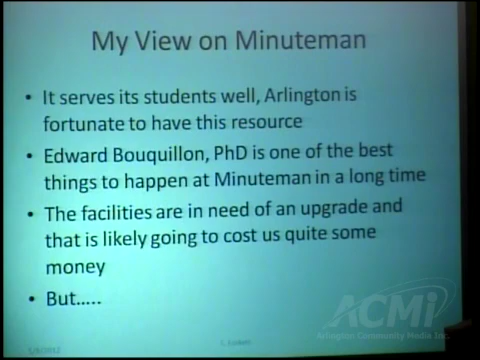 My View on Minuteman
• It serves its students well, Arlington is
fortunate to have this resource
• Edward Bouquillon, PhD is one of the best
things to happen at Minuteman in a long time
• The facilities are in need of an upgrade and
that is likely going to cost us quite some
money
• But.....
ACMi
Arlington Community Media Inc.